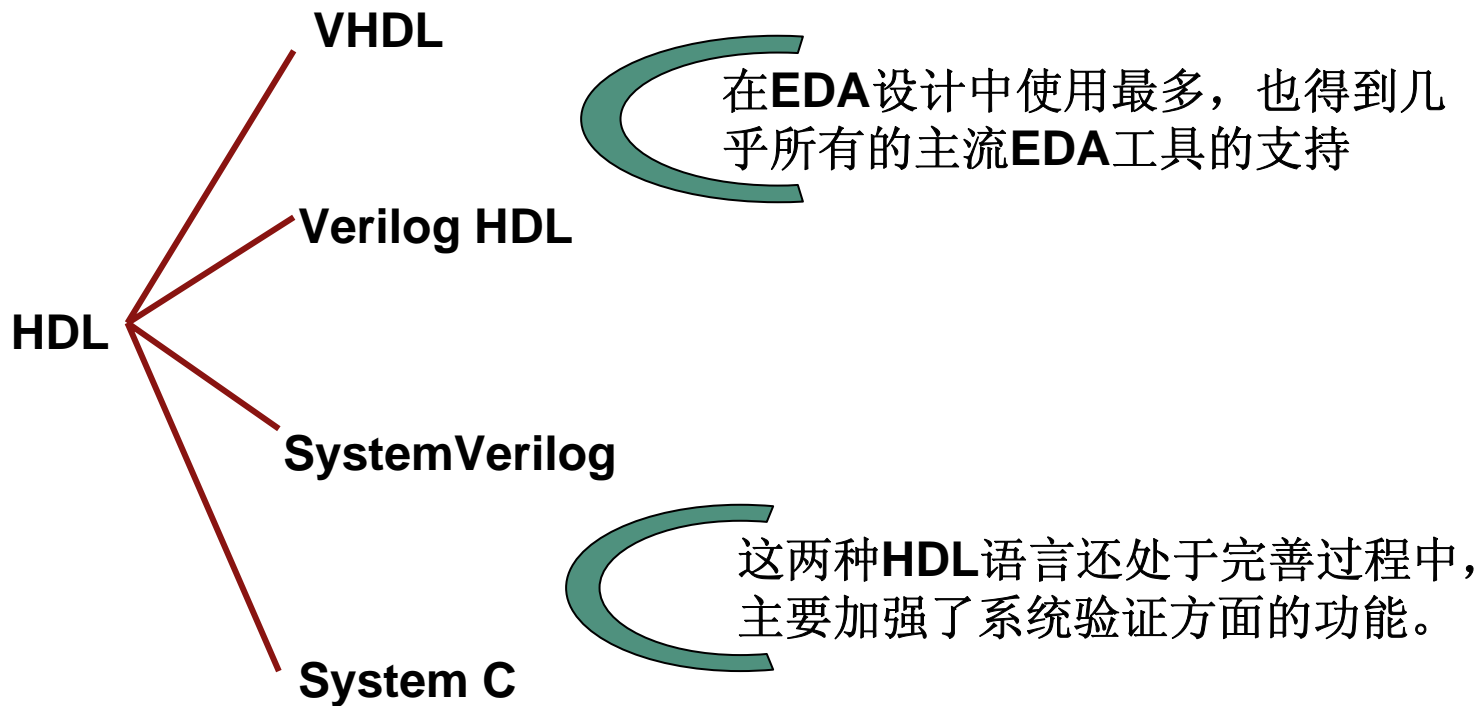 VHDL
在EDA设计中使用最多，也得到几
乎所有的主流EDA工具的支持
Verilog HDL
HDL
SystemVerilog
这两种HDL语言还处于完善过程中，
主要加强了系统验证方面的功能。
System C